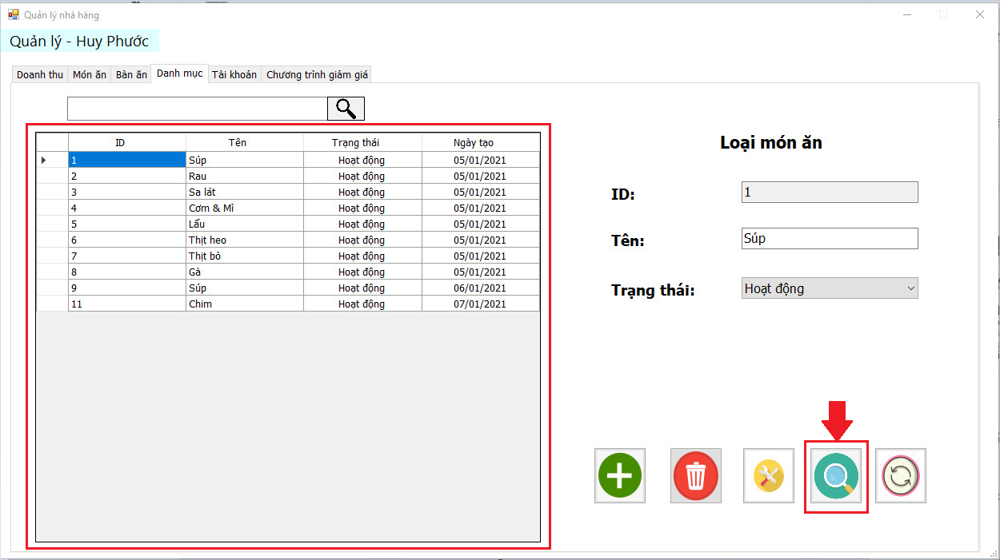 Quản lý nhà hàng
Quản lý - Huy Phước
Doanh thu Món ăn Bàn ăn Danh mục Tài khoản Chương trình giảm giá
ID Tên Trạng thái Ngày tạo
1 Súp Hoạt động 05/01/2021
2 Rau Hoạt động 05/01/2021
3 Sa lát Hoạt động 05/01/2021
4 Cơm & Mì Hoạt động 05/01/2021
5 Lẩu Hoạt động 05/01/2021
6 Thịt heo Hoạt động 05/01/2021
7 Thịt bò Hoạt động 05/01/2021
8 Gà Hoạt động 05/01/2021
9 Súp Hoạt động 06/01/2021
11 Chim Hoạt động 07/01/2021
Loại món ăn
ID: 1
Tên: Súp
Trạng thái: Hoạt động